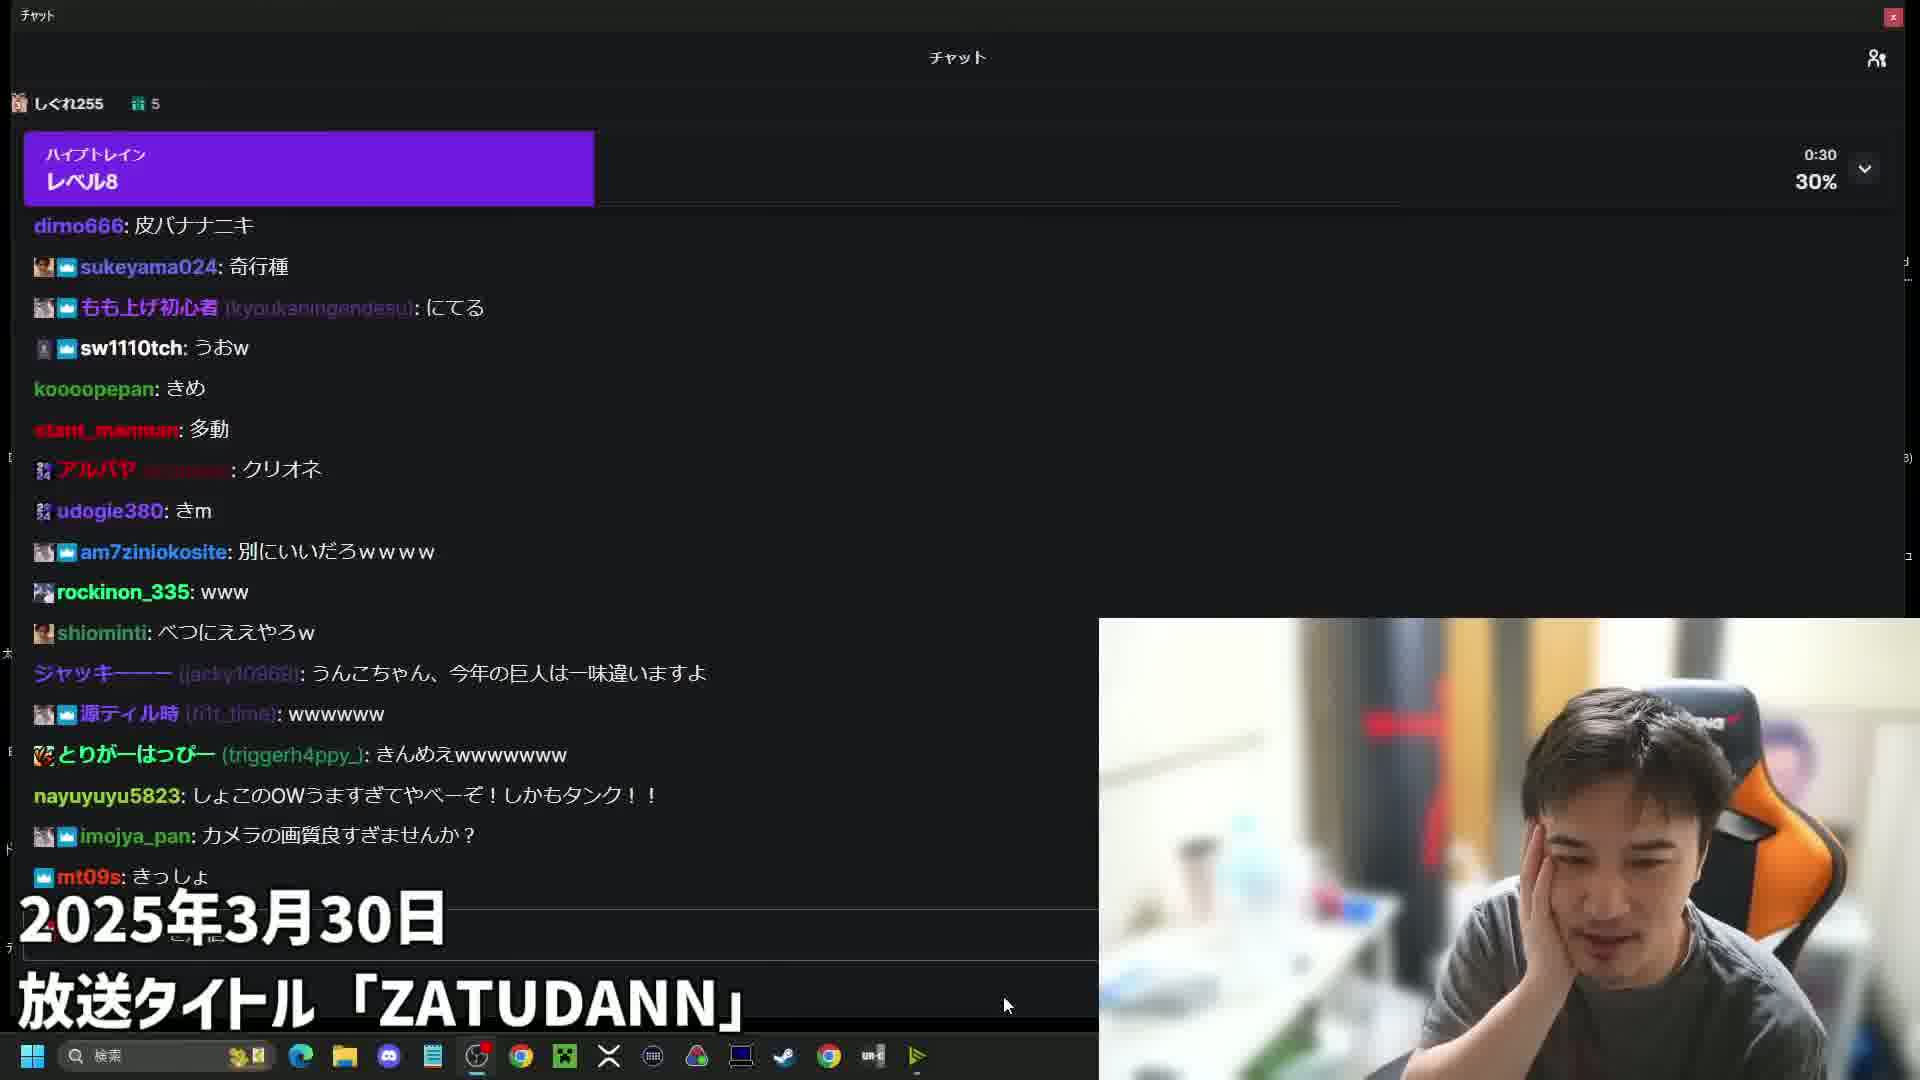 チャット
チャット
しぐれ255 5
ハイプトレイン
レベル8
0:30
30%
dimo666: 皮バナナニキ
sukeyama024: 奇行種
もも上げ初心者 (kyoukaningendesu): にてる
sw1110tch: うおw
koooopepan: きめ
stant_manman: 多動
アルパヤ : クリオネ
udogie380: きm
am7ziniokosite: 別にいいだろｗｗｗｗ
rockinon_335: www
shiominti: べつにええやろw
ジャッキーーー (jacky10969): うんこちゃん、今年の巨人は一味違いますよ
源ティル時 (ti1t_time): wwwwww
とりがーはっぴー (triggerh4ppy_): きんめえwwwwwww
nayuyuyu5823: しょこのOWうますぎてやべーぞ！しかもタンク！！
imojya_pan: カメラの画質良すぎませんか？
mt09s: きっしょ
2025年3月30日
放送タイトル「ZATUDANN」
検索